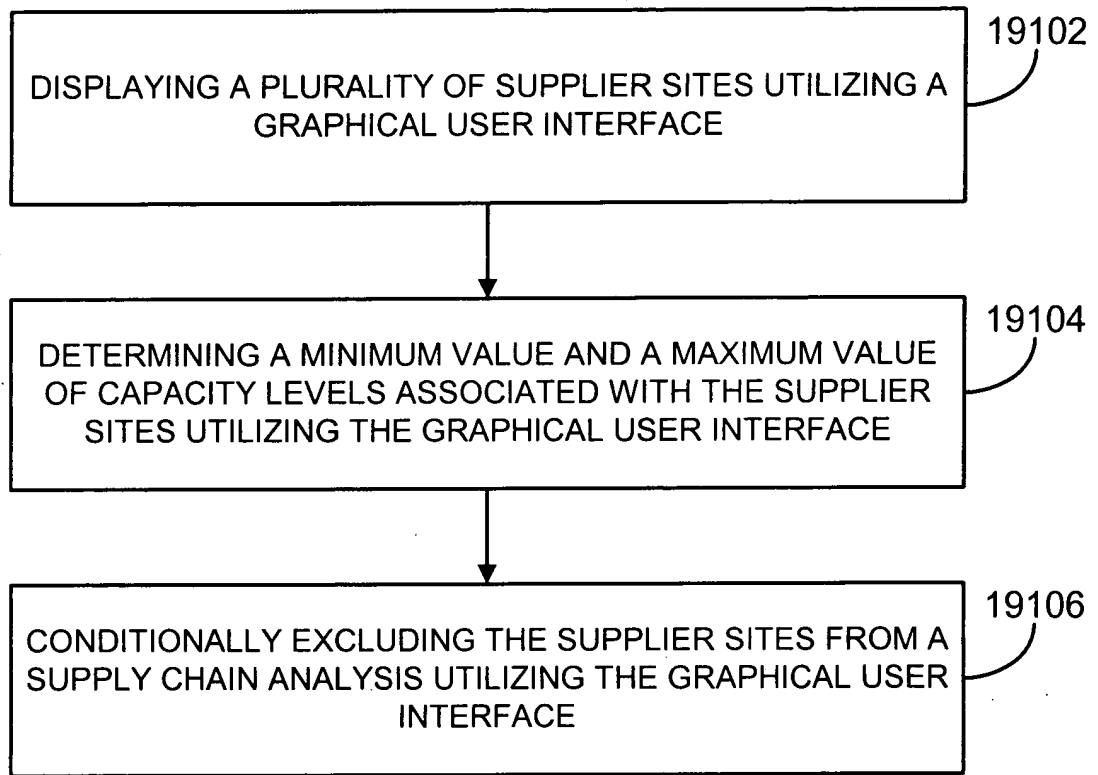 19102
DISPLAYING A PLURALITY OF SUPPLIER SITES UTILIZING A
GRAPHICAL USER INTERFACE
19104
DETERMINING A MINIMUM VALUE AND A MAXIMUM VALUE
OF CAPACITY LEVELS ASSOCIATED WITH THE SUPPLIER
SITES UTILIZING THE GRAPHICAL USER INTERFACE
19106
CONDITIONALLY EXCLUDING THE SUPPLIER SITES FROM A
SUPPLY CHAIN ANALYSIS UTILIZING THE GRAPHICAL USER
INTERFACE